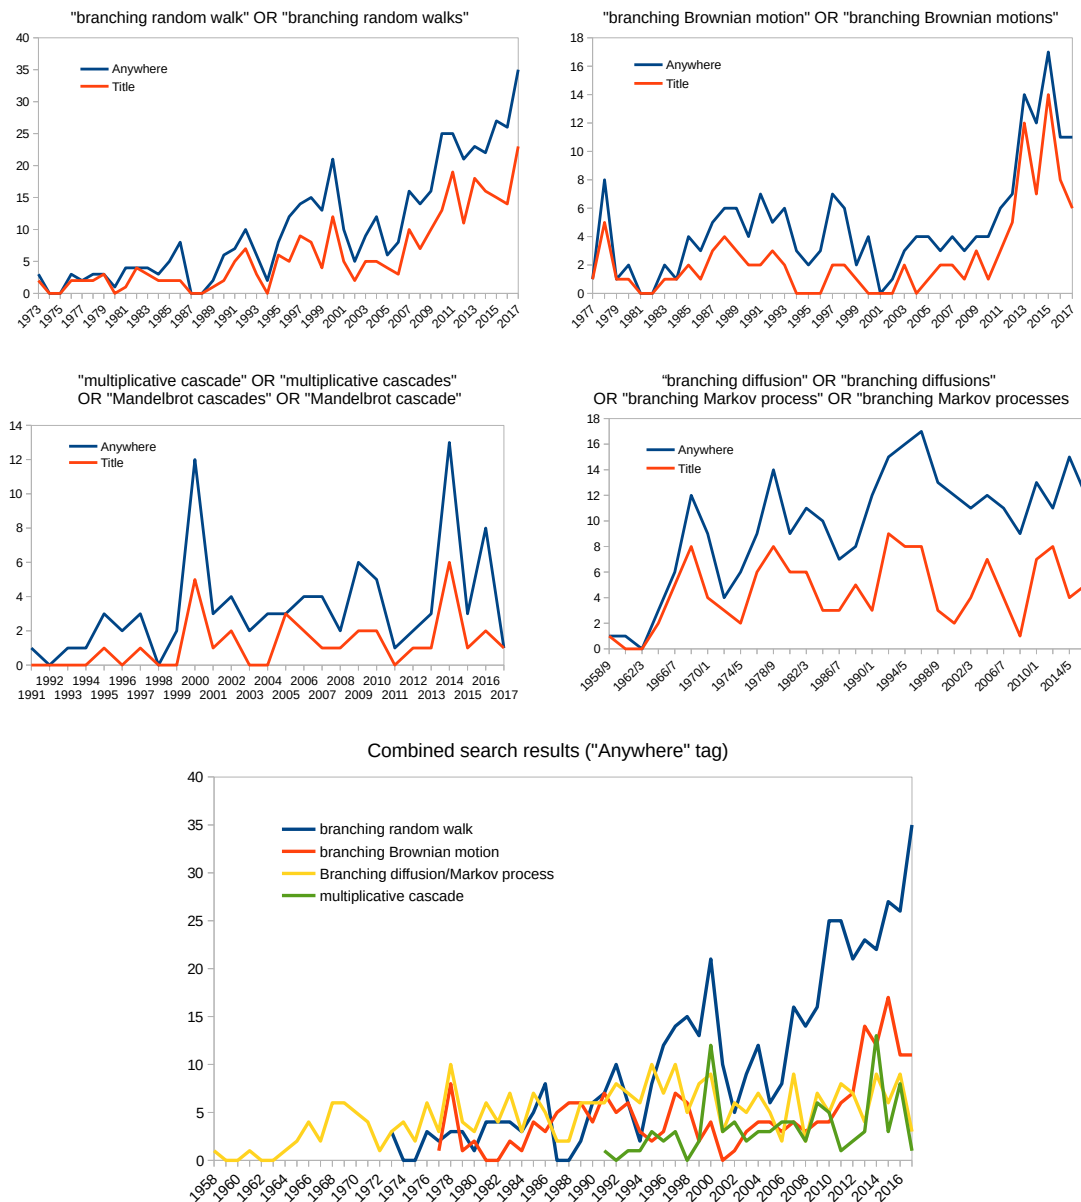 "branching random walk" OR "branching random walks"
40
35
30
25
20
15
10
5
0
Anywhere
Title
1973 1975 1977 1979 1981 1983 1985 1987 1989 1991 1993 1995 1997 1999 2001 2003 2005 2007 2009 2011 2013 2015 2017
"branching Brownian motion" OR "branching Brownian motions"
18
16
14
12
10
8
6
4
2
0
Anywhere
Title
1977 1979 1981 1983 1985 1987 1989 1991 1993 1995 1997 1999 2001 2003 2005 2007 2009 2011 2013 2015 2017
"multiplicative cascade" OR "multiplicative cascades"
OR "Mandelbrot cascades" OR "Mandelbrot cascade"
14
12
10
8
6
4
2
0
Anywhere
Title
1992 1994 1996 1998 2000 2002 2004 2006 2008 2010 2012 2014 2016
1991 1993 1995 1997 1999 2001 2003 2005 2007 2009 2011 2013 2015 2017
“branching diffusion" OR "branching diffusions"
OR "branching Markov process" OR "branching Markov processes
18
16
14
12
10
8
6
4
2
0
Anywhere
Title
1958/9 1962/3 1966/7 1970/1 1974/5 1978/9 1982/3 1986/7 1990/1 1994/5 1998/9 2002/3 2006/7 2010/1 2014/5
Combined search results ("Anywhere" tag)
40
35
30
25
20
15
10
5
0
branching random walk
branching Brownian motion
Branching diffusion/Markov process
multiplicative cascade
1958 1960 1962 1964 1966 1968 1970 1972 1974 1976 1978 1980 1982 1984 1986 1988 1990 1992 1994 1996 1998 2000 2002 2004 2006 2008 2010 2012 2014 2016